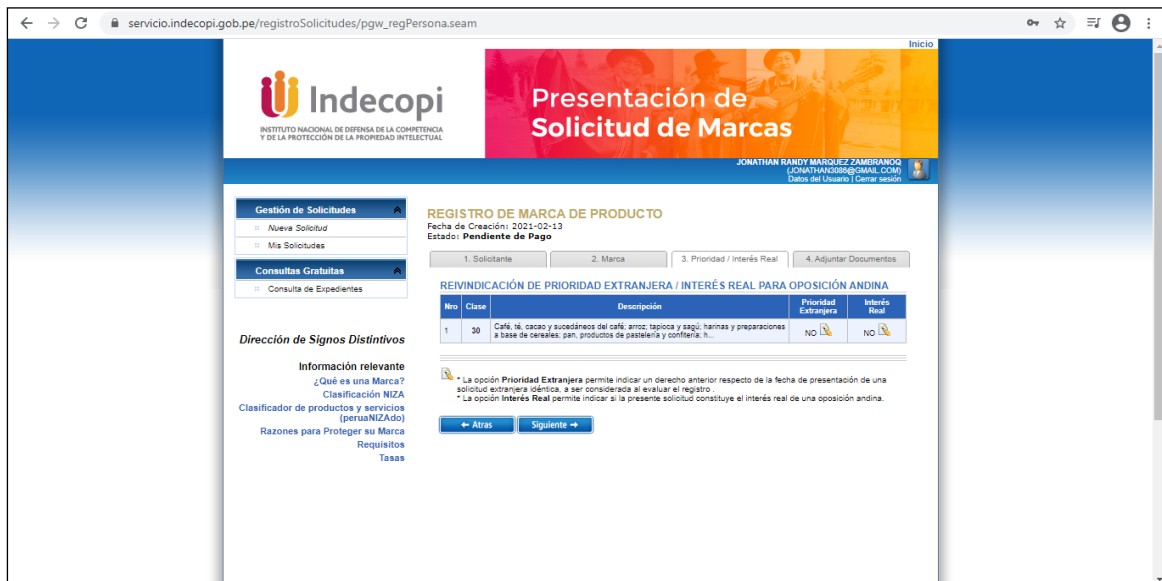 servicio.indecopi.gob.pe/registroSolicitudes/pgw_regPersona.seam
Inicio
Indecopi
INSTITUTO NACIONAL DE DEFENSA DE LA COMPETENCIA
Y DE LA PROTECCIÓN DE LA PROPIEDAD INTELECTUAL
Presentación de
Solicitud de Marcas
JONATHAN RANDY MARQUEZ ZAMBRANOQ
(JONATHAN3086@GMAIL.COM)
Datos del Usuario | Cerrar sesión
Gestión de Solicitudes
Nueva Solicitud
Mis Solicitudes
Consultas Gratuitas
Consulta de Expedientes
Dirección de Signos Distintivos
Información relevante
¿Qué es una Marca?
Clasificación NIZA
Clasificador de productos y servicios
(peruaNIZAdo)
Razones para Proteger su Marca
Requisitos
Tasas
REGISTRO DE MARCA DE PRODUCTO
Fecha de Creación: 2021-02-13
Estado: Pendiente de Pago
1. Solicitante 2. Marca 3. Prioridad / Interés Real 4. Adjuntar Documentos
REIVINDICACIÓN DE PRIORIDAD EXTRANJERA / INTERÉS REAL PARA OPOSICIÓN ANDINA
Nro Clase Descripción Prioridad Extranjera Interés Real
1 30 Café, té, cacao y sucedáneos del café; arroz; tapioca y sagú; harinas y preparaciones
a base de cereales; pan, productos de pastelería y confitería; h... NO NO
* La opción Prioridad Extranjera permite indicar un derecho anterior respecto de la fecha de presentación de una
solicitud extranjera idéntica, a ser considerada al evaluar el registro .
* La opción Interés Real permite indicar si la presente solicitud constituye el interés real de una oposición andina.
← Atras Siguiente →